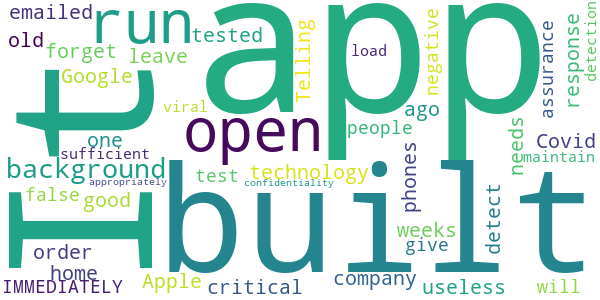 emailed
run
app
old
tested
forget
leave
Telling
load
negative
assurance
response
detection
Google
t
viral
open
people
ago
one
sufficient
background
appropriately
test
technology
confidentiality
phones
needs
Covid
maintain
I
built
false
good
weeks
give
detect
order
home
IMMEDIATELY
Apple
critical
company
useless
will